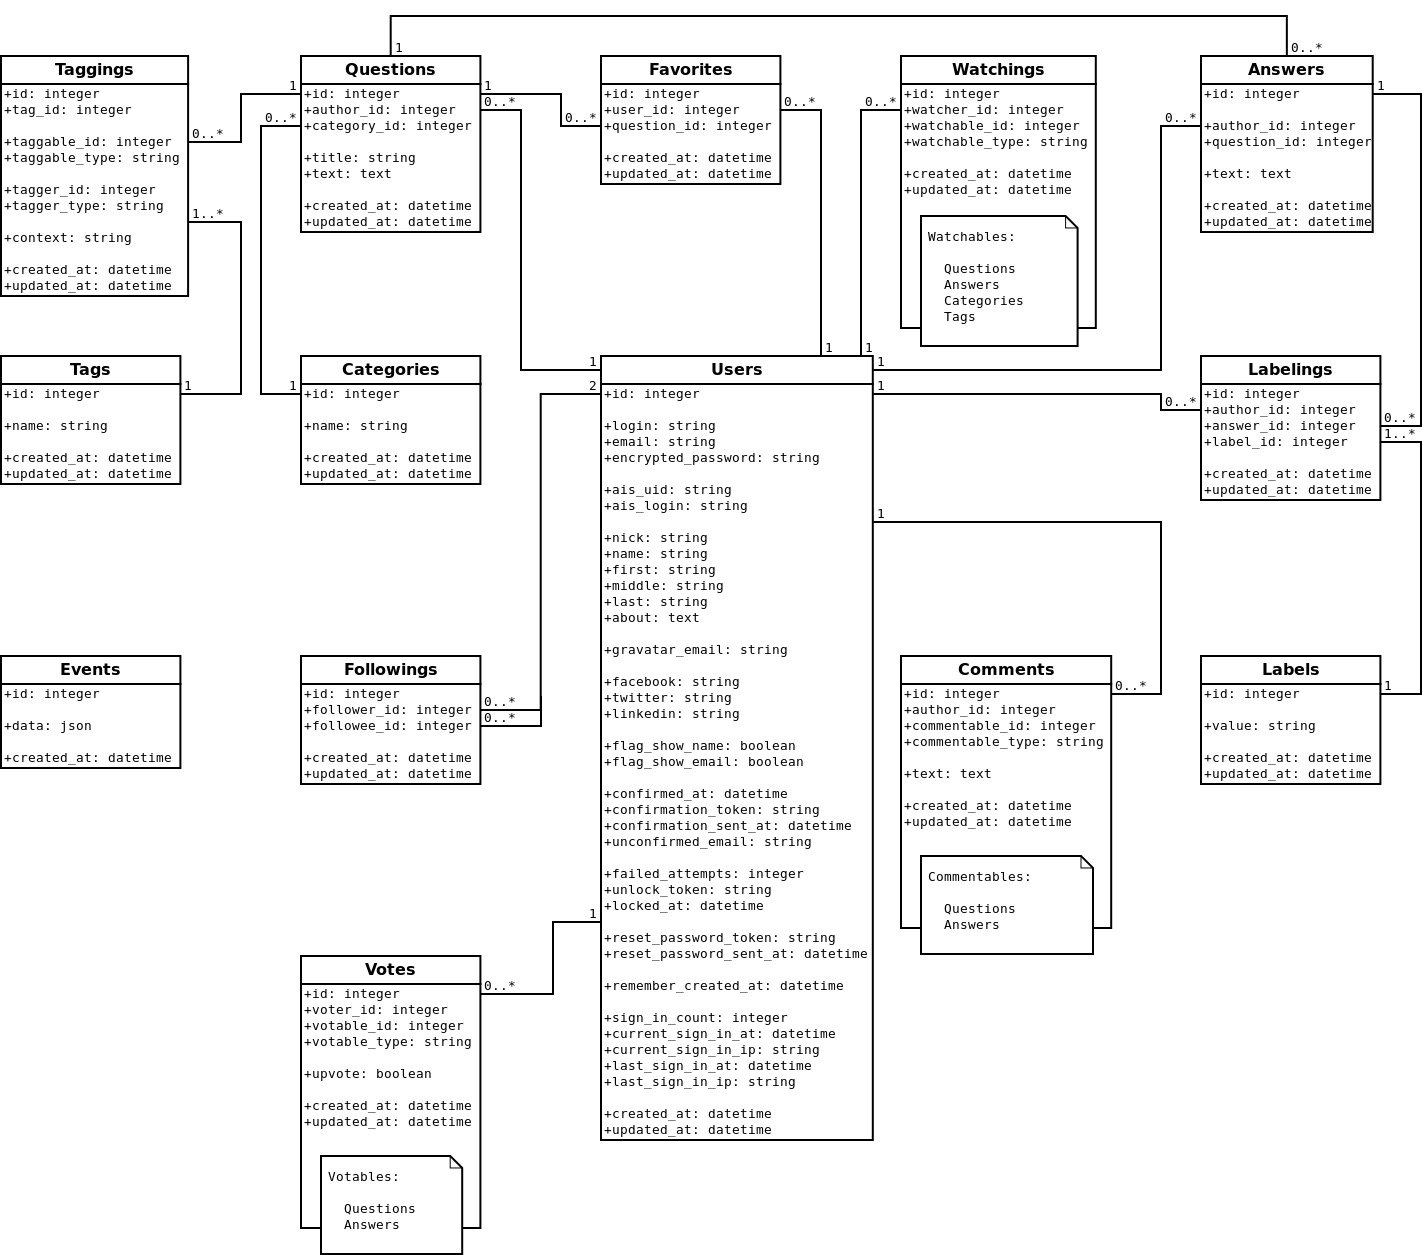 1
0..*
Taggings
+id: integer
+tag_id: integer
+taggable_id: integer
+taggable_type: string
+tagger_id: integer
+tagger_type: string
+context: string
+created_at: datetime
+updated_at: datetime
0..*
1..*
Questions
+id: integer
+author_id: integer
+category_id: integer
+title: string
+text: text
+created_at: datetime
+updated_at: datetime
1
0..*
1
0..*
Favorites
+id: integer
+user_id: integer
+question_id: integer
+created_at: datetime
+updated_at: datetime
0..*
0..*
Watchings
+id: integer
+watcher_id: integer
+watchable_id: integer
+watchable_type: string
+created_at: datetime
+updated_at: datetime
0..*
Watchables:
Questions
Answers
Categories
Tags
Answers
+id: integer
+author_id: integer
+question_id: integer
+text: text
+created_at: datetime
+updated_at: datetime
0..*
1
Tags
+id: integer
+name: string
+created_at: datetime
+updated_at: datetime
1
Categories
+id: integer
+name: string
+created_at: datetime
+updated_at: datetime
1
Users
+id: integer
+login: string
+email: string
+encrypted_password: string
+ais_uid: string
+ais_login: string
+nick: string
+name: string
+first: string
+middle: string
+last: string
+about: text
+gravatar_email: string
+facebook: string
+twitter: string
+linkedin: string
+flag_show_name: boolean
+flag_show_email: boolean
+confirmed_at: datetime
+confirmation_token: string
+confirmation_sent_at: datetime
+unconfirmed_email: string
+failed_attempts: integer
+unlock_token: string
+locked_at: datetime
+reset_password_token: string
+reset_password_sent_at: datetime
+remember_created_at: datetime
+sign_in_count: integer
+current_sign_in_at: datetime
+current_sign_in_ip: string
+last_sign_in_at: datetime
+last_sign_in_ip: string
+created_at: datetime
+updated_at: datetime
1
2
1
1
1
1
1
1
Labelings
+id: integer
+author_id: integer
+answer_id: integer
+label_id: integer
+created_at: datetime
+updated_at: datetime
0..*
0..*
1..*
Events
+id: integer
+data: json
+created_at: datetime
Followings
+id: integer
+follower_id: integer
+followee_id: integer
+created_at: datetime
+updated_at: datetime
0..*
0..*
Comments
+id: integer
+author_id: integer
+commentable_id: integer
+commentable_type: string
+text: text
+created_at: datetime
+updated_at: datetime
0..*
Commentables:
Questions
Answers
Labels
+id: integer
+value: string
+created_at: datetime
+updated_at: datetime
1
Votes
+id: integer
+voter_id: integer
+votable_id: integer
+votable_type: string
+upvote: boolean
+created_at: datetime
+updated_at: datetime
0..*
Votables:
Questions
Answers